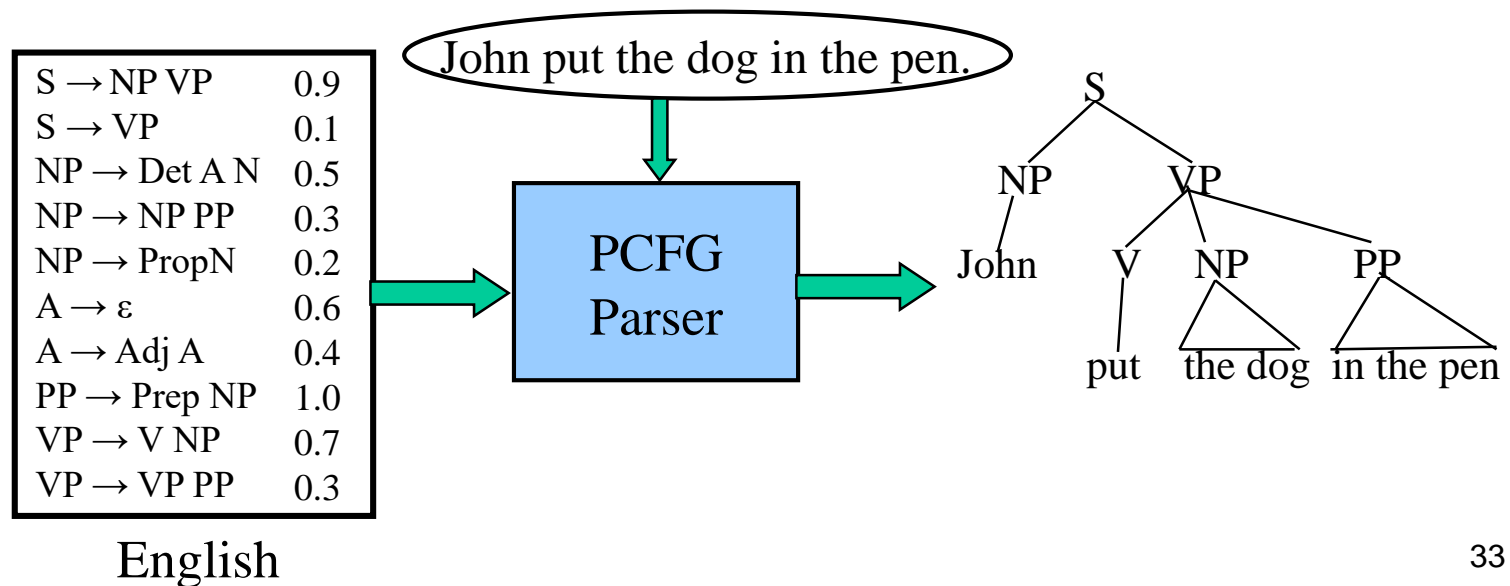 John put the dog in the pen.
S → NP VP 0.9
S → VP 0.1
NP → Det A N 0.5
NP → NP PP 0.3
NP → PropN 0.2
A → ε 0.6
A → Adj A 0.4
PP → Prep NP 1.0
VP → V NP 0.7
VP → VP PP 0.3
English
PCFG
Parser
S
NP VP
John V NP PP
put the dog in the pen
33